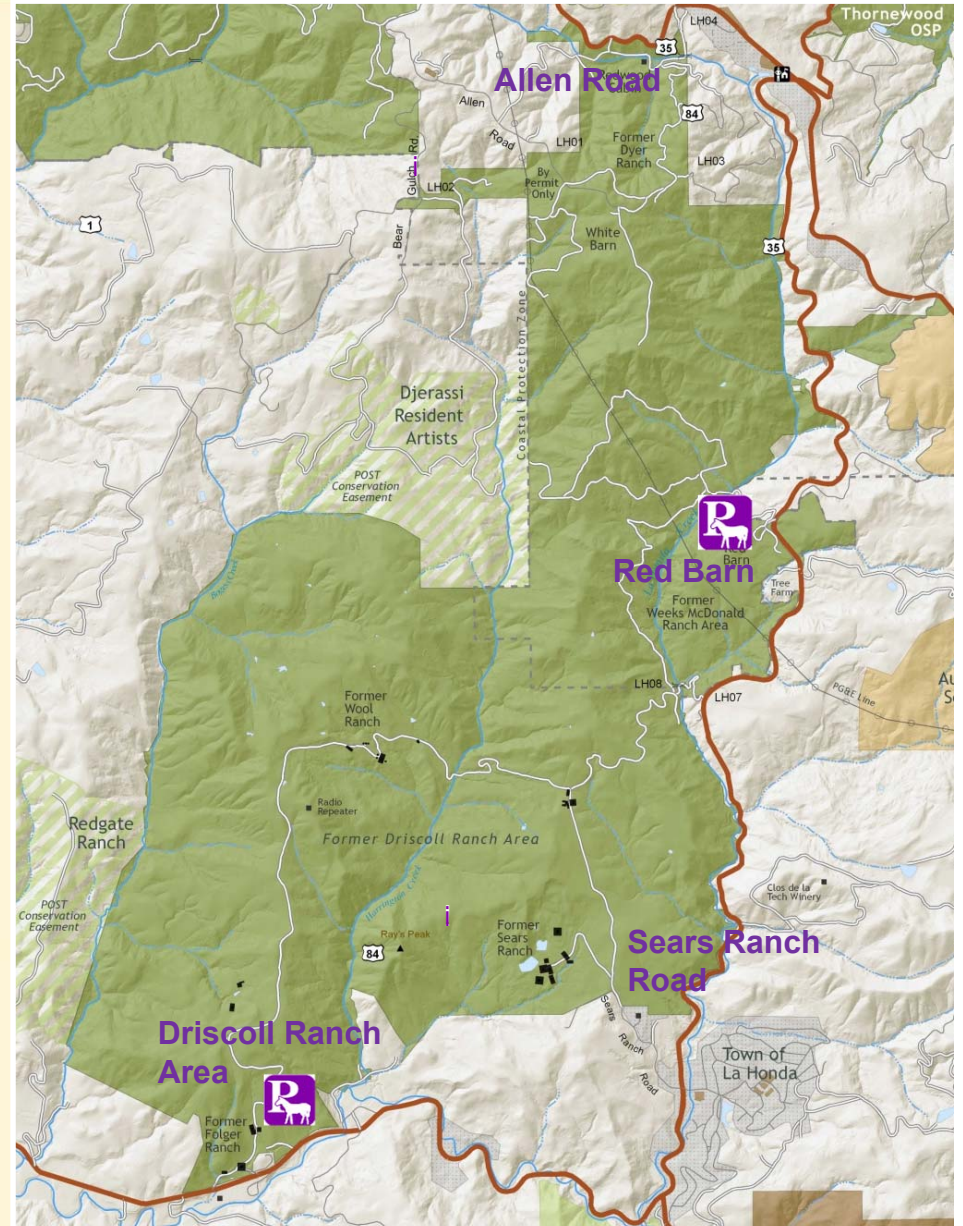 Thornewood
OSP
LH04
35
Allen Road
84
Allen
Road
LH01
Former
Dyer
Ranch
LH03
Gulch Rd.
LH02
By
Permit
Only
1
Bear
White
Barn
35
Coastal Protection Zone
Djerassi
Resident
Artists
POST
Conservation
Easement
P
Barn
Red Barn
Tree
Farm
Former
Weeks McDonald
Ranch Area
LH08
LH07
PG&E Line
Former
Wool
Ranch
Radio
Repeater
Former Driscoll Ranch Area
Redgate
Ranch
POST
Conservation
Easement
Harrington Creek
Clos de la
Tech Winery
Ray's Peak
84
Former
Sears
Ranch
Sears Ranch
Road
Sears
Ranch
Road
Driscoll Ranch
Area
Town of
La Honda
P
Former
Folger
Ranch